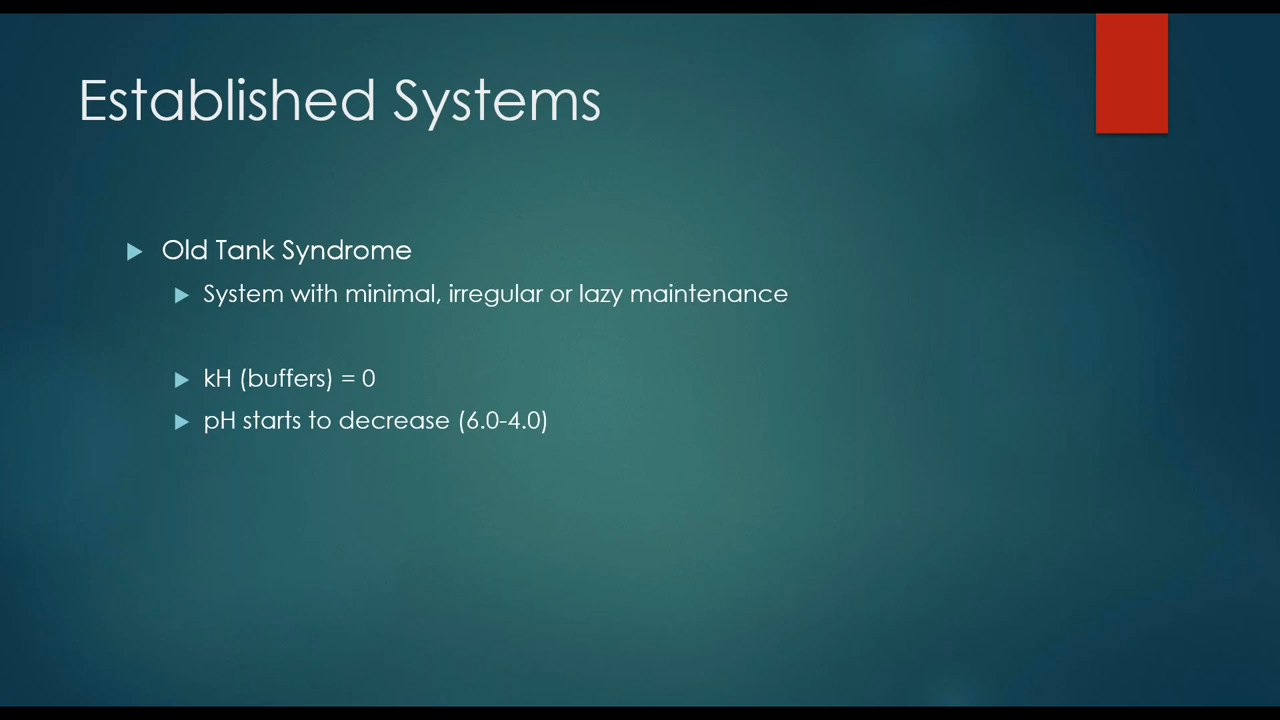 Established Systems
Old Tank Syndrome
System with minimal, irregular or lazy maintenance
kH (buffers) = 0
pH starts to decrease (6.0-4.0)